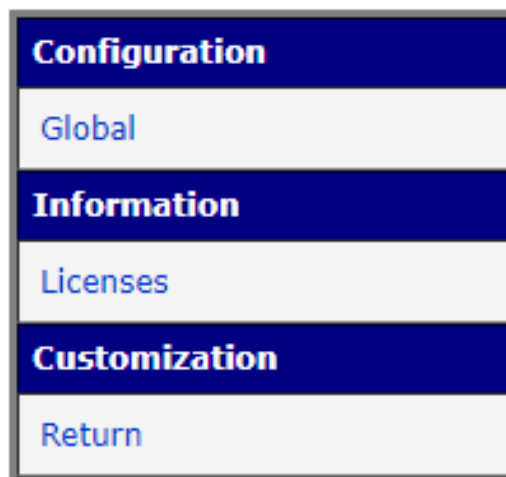 Configuration
Global
Information
Licenses
Customization
Return